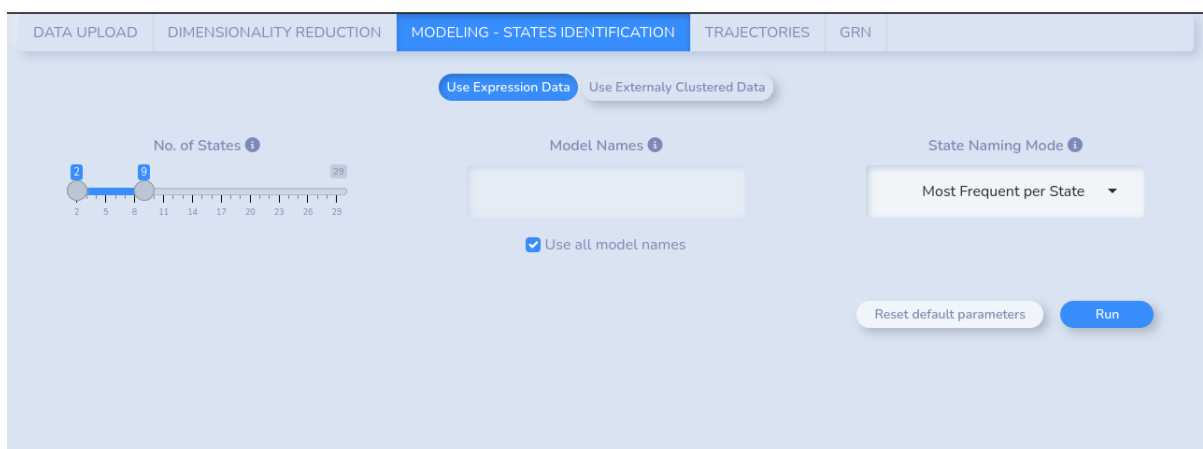 DATA UPLOAD DIMENSIONALITY REDUCTION MODELING - STATES IDENTIFICATION TRAJECTORIES GRN
Use Expression Data Use Externaly Clustered Data
No. of States Model Names State Naming Mode
2 9 29
Most Frequent per State
2 5 8 11 14 17 20 23 26 29
Use all model names
Reset default parameters Run